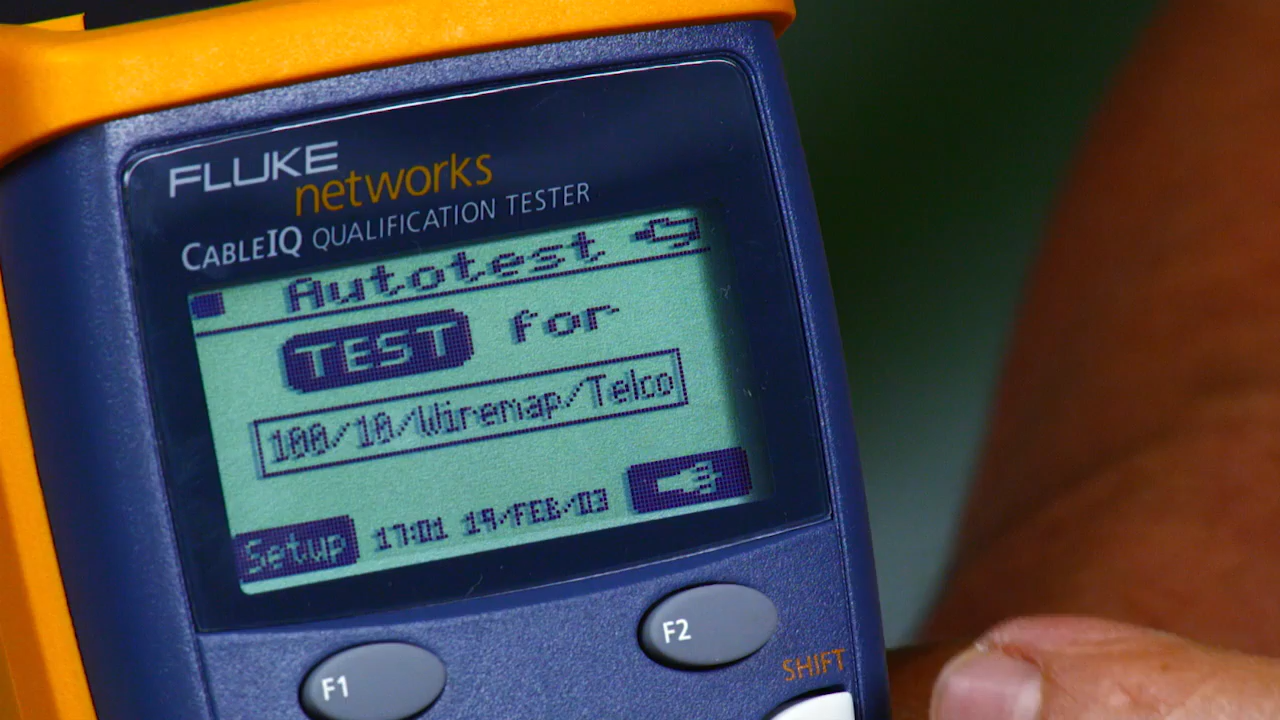 FLUKE
networks
CABLEIQ QUALIFICATION TESTER
Autotest
TEST for
100/10/Wiremap/Telco
Setup 17:01 19/FEB/03
F1
F2
SHIFT